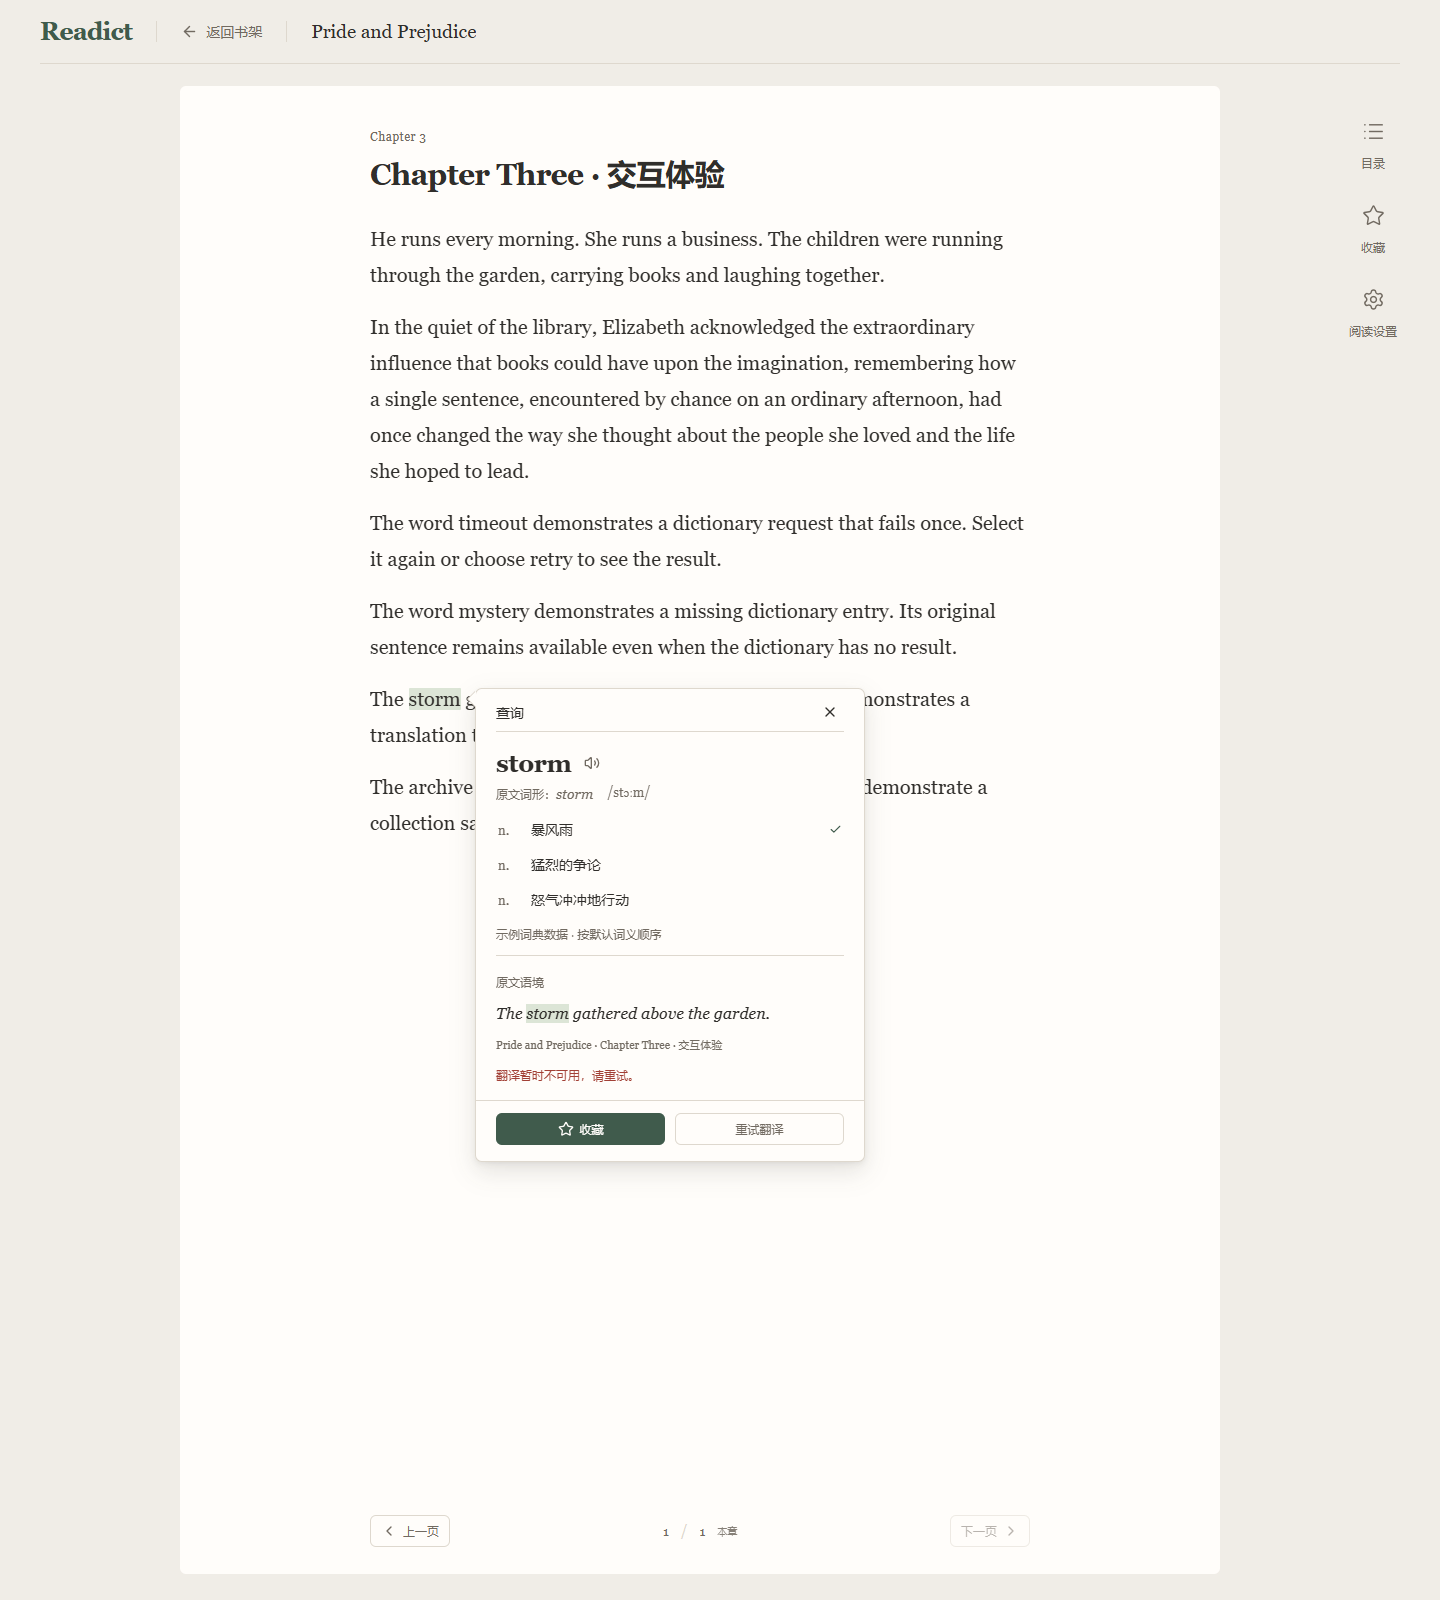 Readict
返回书架
Pride and Prejudice
目录
收藏
阅读设置
Chapter 3
Chapter Three · 交互体验
He runs every morning. She runs a business. The children were running
through the garden, carrying books and laughing together.
In the quiet of the library, Elizabeth acknowledged the extraordinary
influence that books could have upon the imagination, remembering how
a single sentence, encountered by chance on an ordinary afternoon, had
once changed the way she thought about the people she loved and the life
she hoped to lead.
The word timeout demonstrates a dictionary request that fails once. Select
it again or choose retry to see the result.
The word mystery demonstrates a missing dictionary entry. Its original
sentence remains available even when the dictionary has no result.
The storm
monstrates a
translation
The archive
demonstrate a
collection
查询
storm
原文词形: storm /stɔːm/
n. 暴风雨
n. 猛烈的争论
n. 怒气冲冲地行动
示例词典数据 · 按默认词义顺序
原文语境
The storm gathered above the garden.
Pride and Prejudice · Chapter Three · 交互体验
翻译暂时不可用，请重试。
收藏
重试翻译
上一页
1 / 1 本章
下一页